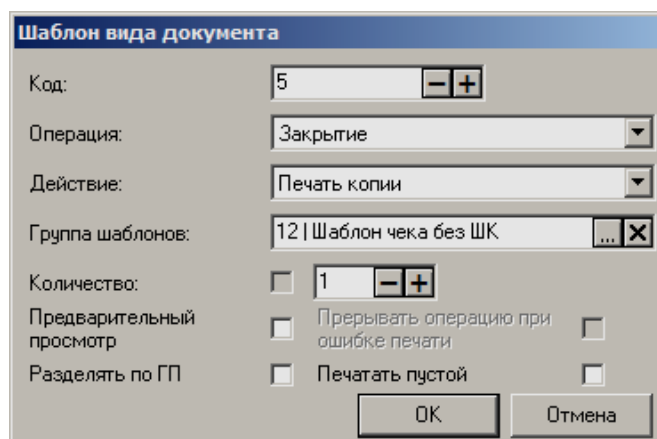 Шаблон вида документа
Код: 5
Операция: Закрытие
Действие: Печать копии
Группа шаблонов: 12 | Шаблон чека без ШК ...
Количество: 1
Предварительный просмотр
Прерывать операцию при ошибке печати
Разделять по ГП
Печатать пустой
ОК Отмена